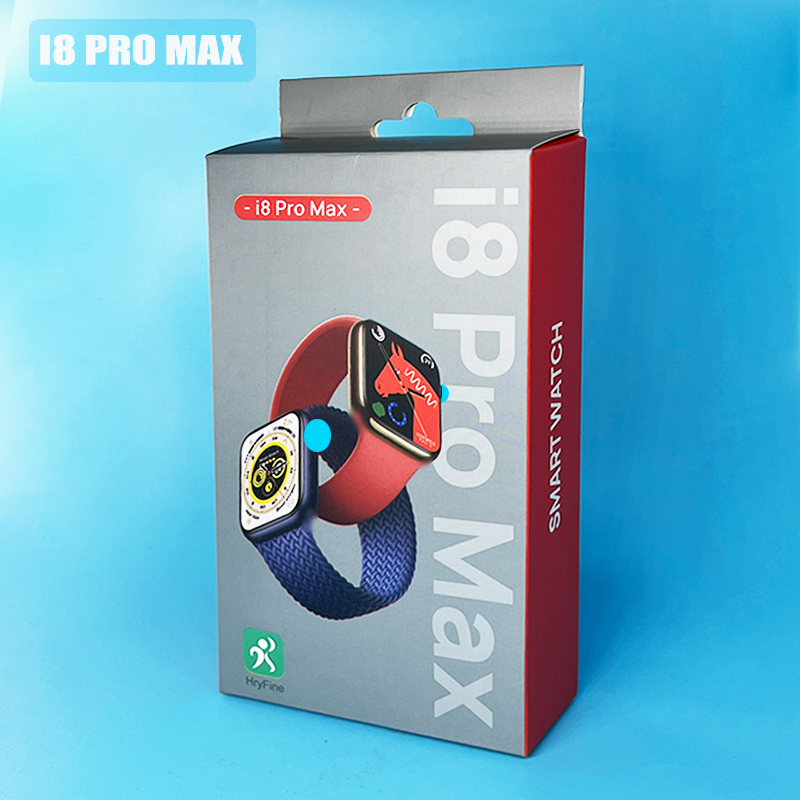 I8 PRO MAX
- i8 Pro Max -
i8 Pro Max
SMART WATCH
HryFine